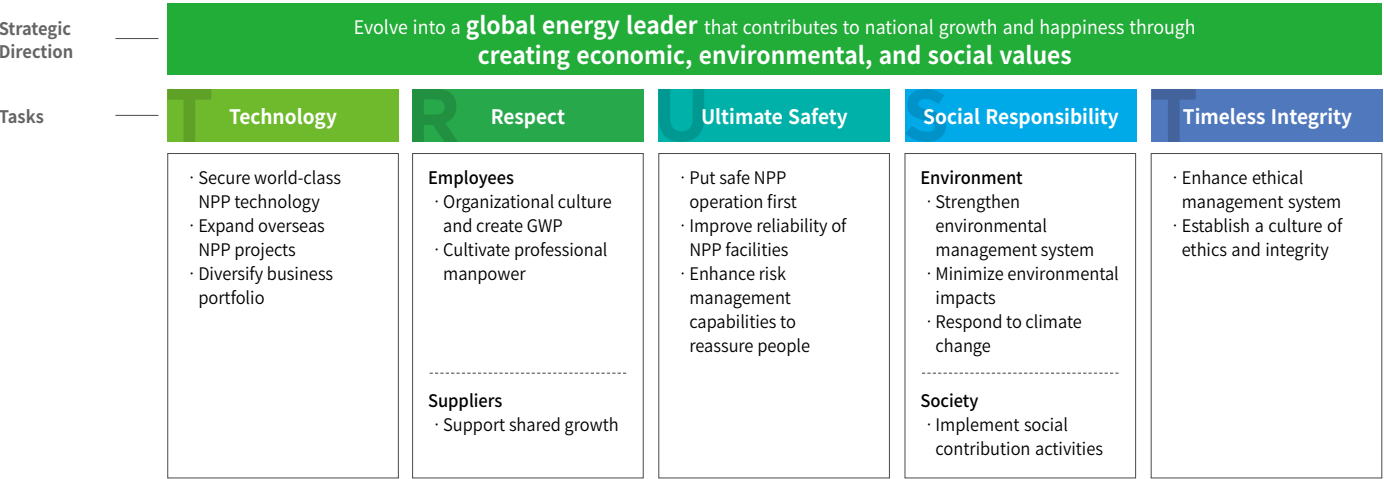 Strategic
Direction
Evolve into a global energy leader that contributes to national growth and happiness through
creating economic, environmental, and social values
Tasks
T Technology
R Respect
U Ultimate Safety
S Social Responsibility
T Timeless Integrity
· Secure world-class
NPP technology
· Expand overseas
NPP projects
· Diversify business
portfolio
Employees
· Organizational culture
and create GWP
· Cultivate professional
manpower
Suppliers
· Support shared growth
· Put safe NPP
operation first
· Improve reliability of
NPP facilities
· Enhance risk
management
capabilities to
reassure people
Environment
· Strengthen
environmental
management system
· Minimize environmental
impacts
· Respond to climate
change
Society
· Implement social
contribution activities
· Enhance ethical
management system
· Establish a culture of
ethics and integrity